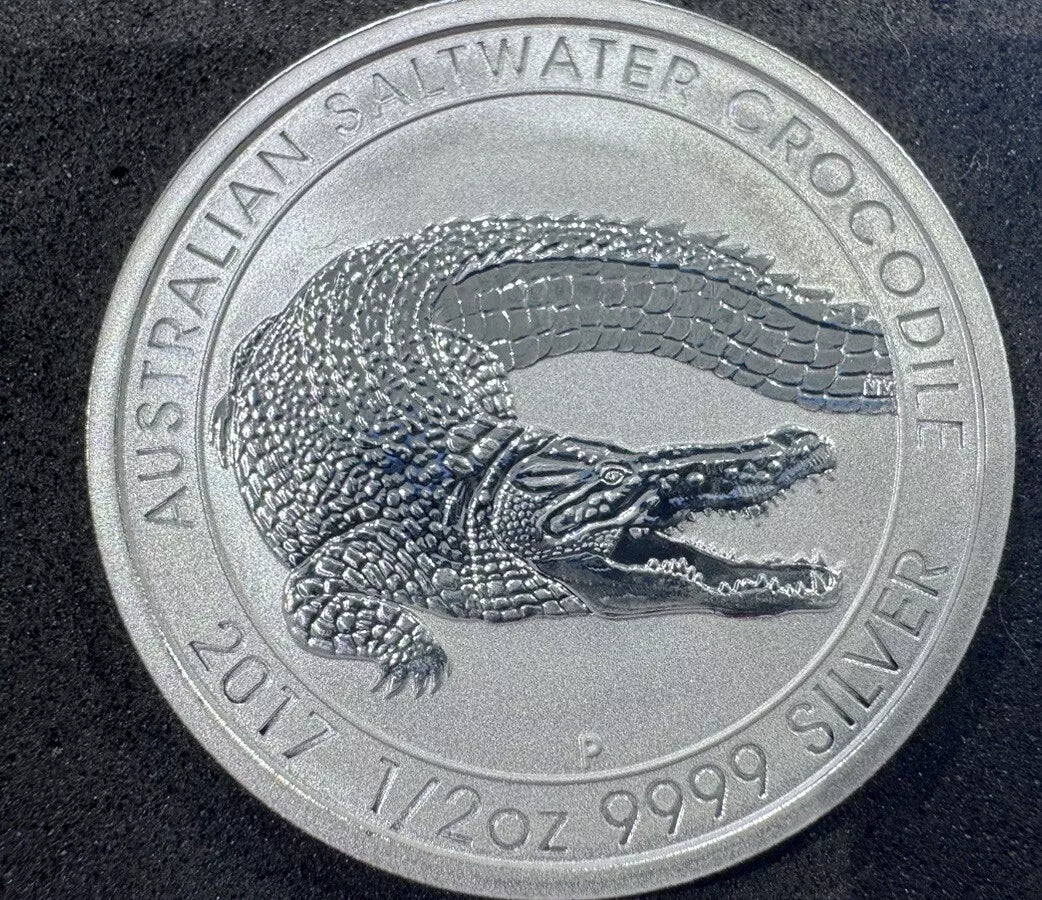 AUSTRALIAN SALTWATER CROCODILE
2017 1/2OZ 9999 SILVER
P